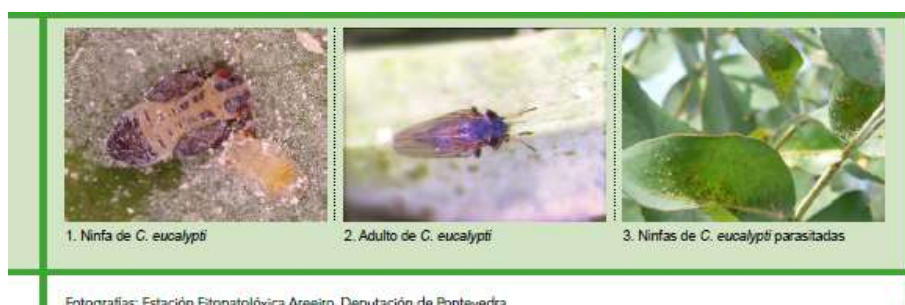 1. Ninfa de C. eucalypti
2. Adulto de C. eucalypti
3. Ninfas de C. eucalypti parasitadas
Fotografías: Estación Fitopatolóxica Areeiro. Deputación de Pontevedra